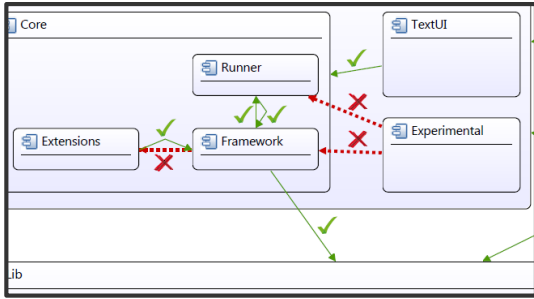 Core
TextUI
Runner
Extensions
Framework
Experimental
Lib